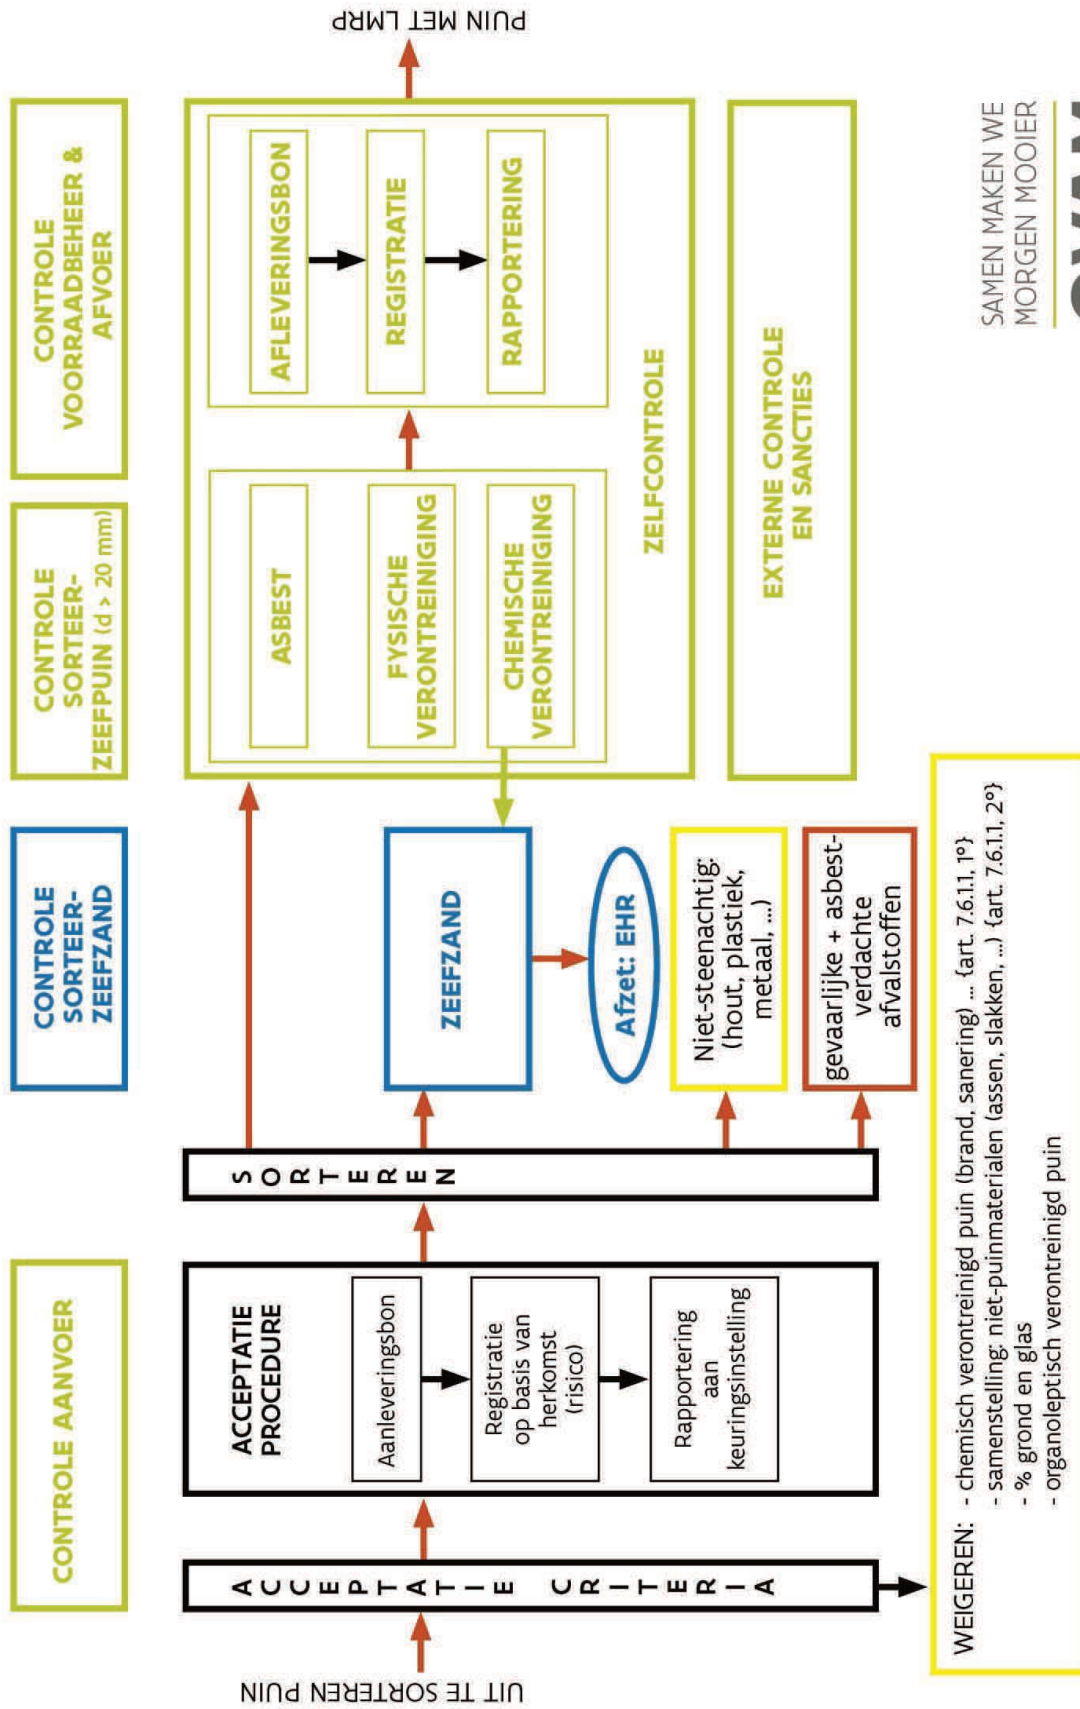 CONTROLE AANVOER
CONTROLE
SORTEER-
ZEEFZAND
CONTROLE
SORTEER-
ZEEFPUIN (d > 20 mm)
CONTROLE
VOORRAADBEHEER &
AFVOER
UIT TE SORTEREN PUIN
ACCEPTATIE CRITERIA
ACCEPTATIE
PROCEDURE
Aanleveringsbon
Registratie
op basis van
herkomst
(risico)
Rapportering
aan
keuringsinstelling
SORTEREN
ZEEFZAND
Afzet: EHR
Niet-steenachtig:
(hout, plastiek,
metaal, ...)
gevaarlijke + asbest-
verdachte
afvalstoffen
ASBEST
FYSISCHE
VERONTREINIGING
CHEMISCHE
VERONTREINIGING
AFLEVERINGSBON
REGISTRATIE
RAPPORTERING
ZELFCONTROLE
EXTERNE CONTROLE
EN SANCTIES
PUIN MET LMRP
WEIGEREN: - chemisch verontreinigd puin (brand, sanering) ... {art. 7.6.1.1, 1°}
- samenstelling: niet-puinmaterialen (assen, slakken, ...) {art. 7.6.1.1, 2°}
- % grond en glas
- organoleptisch verontreinigd puin
SAMEN MAKEN WE
MORGEN MOOIER